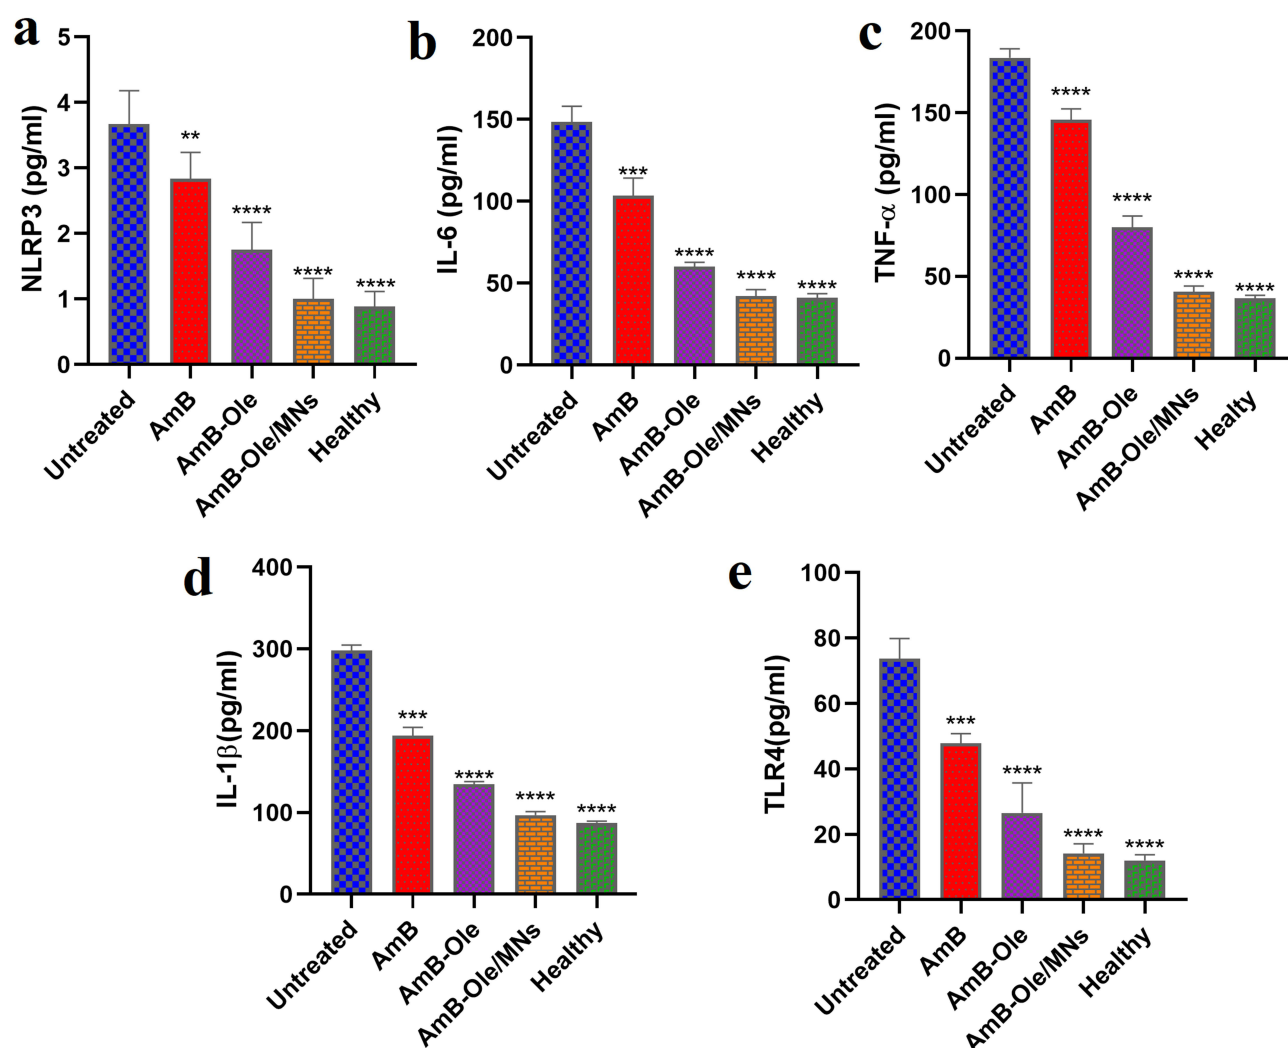 a
NLRP3 (pg/ml)
5
4
3
2
1
0
**
****
****
****
Untreated
AmB
AmB-Ole
AmB-Ole/MNs
Healthy
b
IL-6 (pg/ml)
200
150
100
50
0
***
****
****
****
Untreated
AmB
AmB-Ole
AmB-Ole/MNs
Healthy
c
TNF-α (pg/ml)
200
150
100
50
0
****
****
****
****
Untreated
AmB
AmB-Ole
AmB-Ole/MNs
Healty
d
IL-1β(pg/ml)
400
300
200
100
0
***
****
****
****
Untreated
AmB
AmB-Ole
AmB-Ole/MNs
Healthy
e
TLR4(pg/ml)
100
80
60
40
20
0
***
****
****
****
Untreated
AmB
AmB-Ole
AmB-Ole/MNs
Healthy